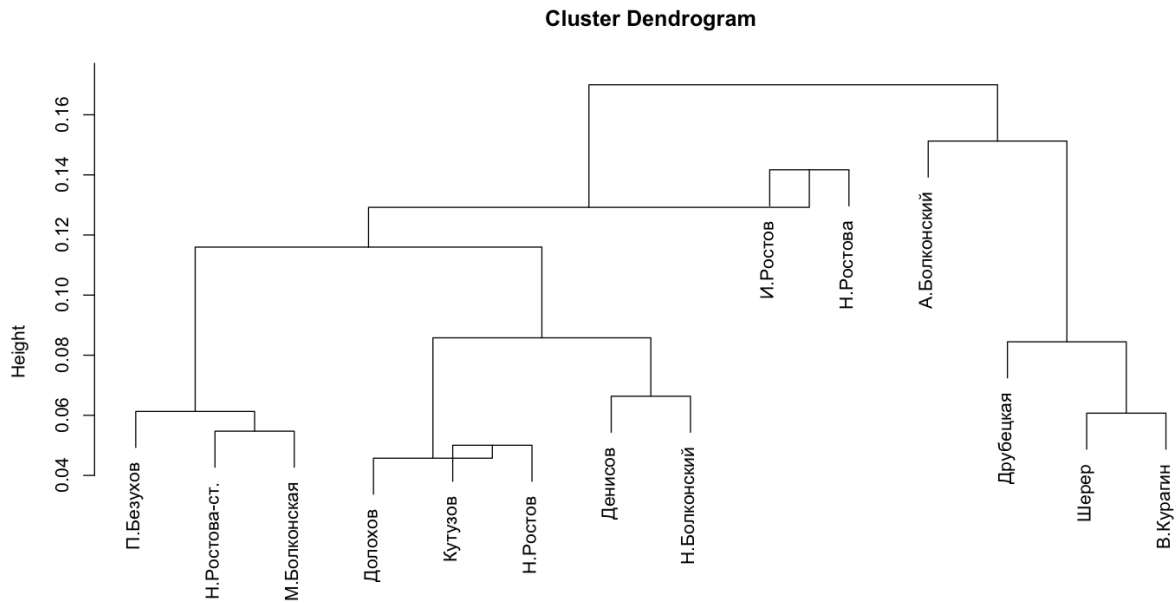 Cluster Dendrogram
Height
0.16
0.14
0.12
0.10
0.08
0.06
0.04
П.Безухов
Н.Ростова-ст.
М.Болконская
Долохов
Кутузов
Н.Ростов
Денисов
Н.Болконский
И.Ростов
Н.Ростова
А.Болконский
Друбецкая
Шерер
В.Курагин